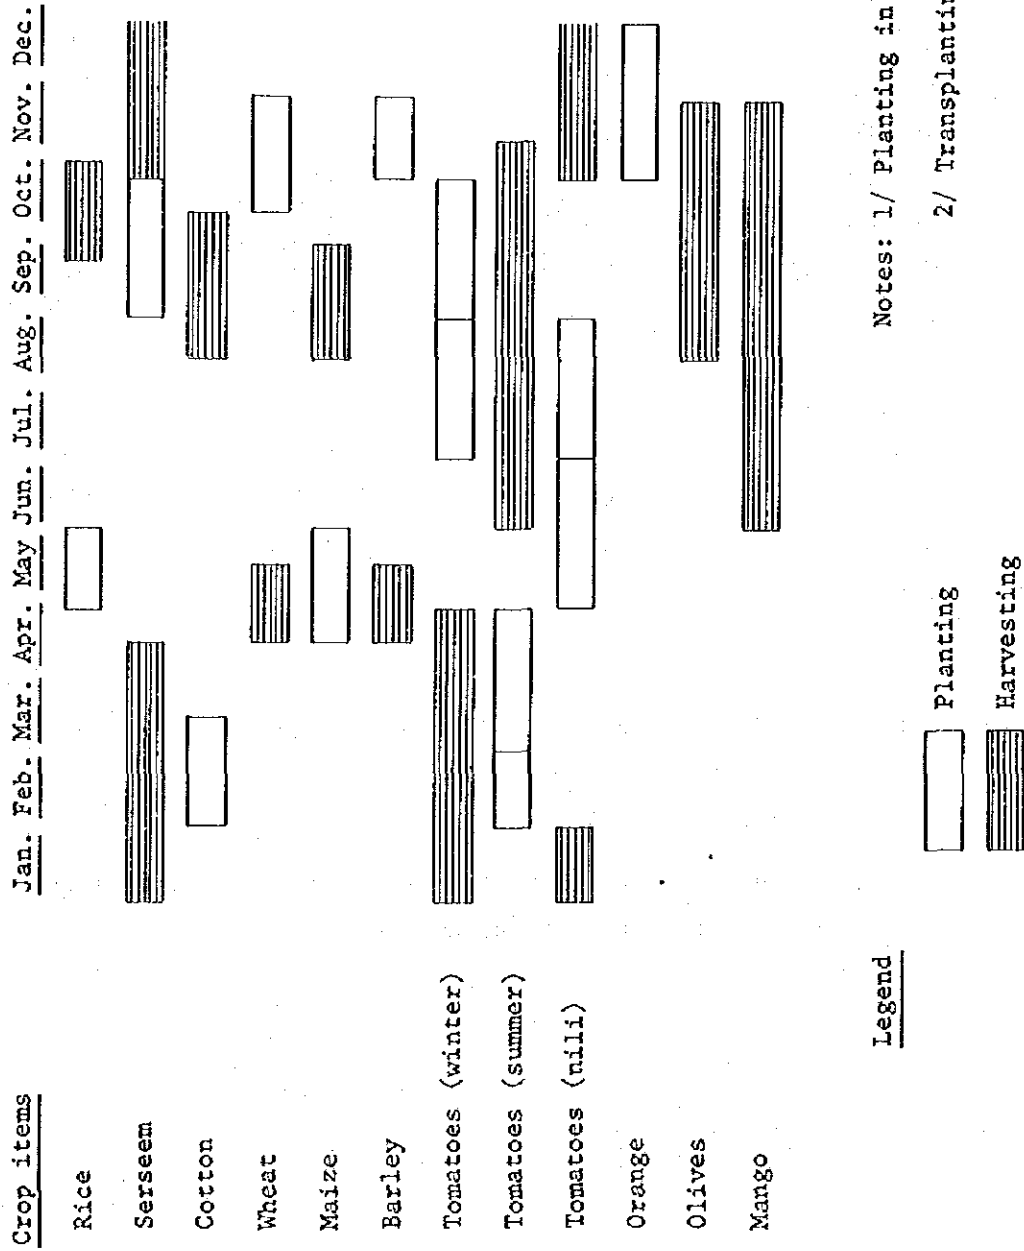 Crop items Jan. Feb. Mar. Apr. May Jun. Jul. Aug. Sep. Oct. Nov. Dec.
Rice
Serseem
Cotton
Wheat
Maize
Barley
Tomatoes (winter)
Tomatoes (summer)
Tomatoes (nili)
Orange
Olives
Mango
Notes: 1/ Planting in
2/ Transplantin
Legend
Planting
Harvesting